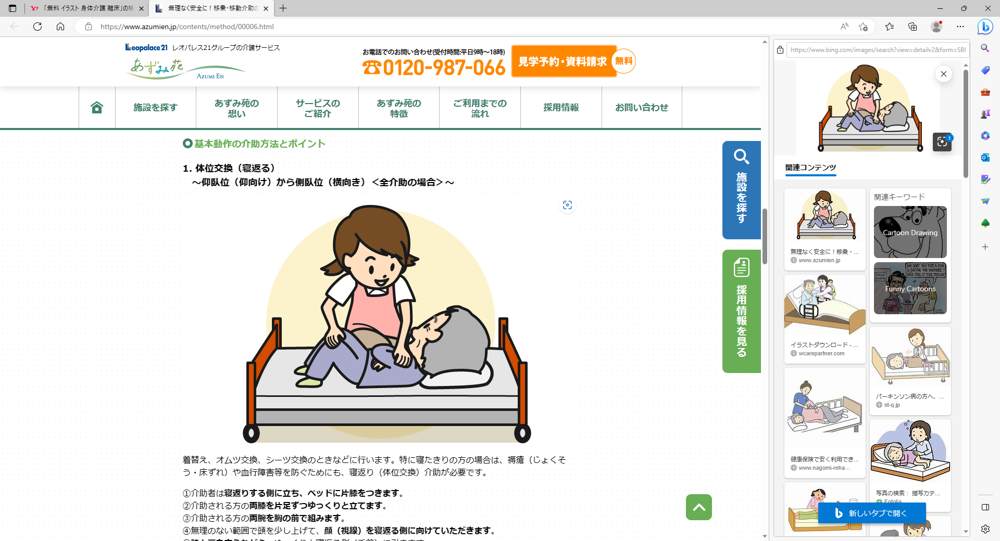 「無料 イラスト 身体介護 離床」の検
無理なく安全に！移乗・移動介助の
https://www.azumien.jp/contents/method/00006.html
Leopalace21 レオパレス21グループの介護サービス
あずみ苑
AZUMI EN
お電話でのお問い合わせ(受付時間:平日9時～18時)
0120-987-066
見学予約・資料請求
無料
施設を探す
あずみ苑の
想い
サービスの
ご紹介
あずみ苑の
特徴
ご利用までの
流れ
採用情報
お問い合わせ
基本動作の介助方法とポイント
1. 体位交換（寝返る）
～仰臥位（仰向け）から側臥位（横向き）＜全介助の場合＞～
着替え、オムツ交換、シーツ交換のときなどに行います。特に寝たきりの方の場合は、褥瘡（じょくそ
う・床ずれ）や血行障害等を防ぐためにも、寝返り（体位交換）介助が必要です。
①介助者は寝返りする側に立ち、ベッドに片膝をつきます。
②介助される方の両膝を片足ずつゆっくりと立てます。
③介助される方の両腕を胸の前で組みます。
④無理のない範囲で頭を少し上げて、顔（視線）を寝返る側に向けていただきます。
施設を探す
採用情報を見る
https://www.bing.com/images/search?view=detailv2&form=SBI
1
関連コンテンツ
無理なく安全に！移乗・...
www.azumien.jp
イラストダウンロード - ...
wcarepartner.com
健康保険で安く利用でき...
www.nagomi-reha...
関連キーワード
Cartoon Drawing
WHY DON'T YOU TOSS A COIN
& DECIDE THE WINNERS?
WE'LL CALL IT T-20, TOSS-20!
HOME
MINISTRY
IPL
Funny Cartoons
パーキンソン病の方へ、...
st-q.jp
写真の検索： 描写力テ...
Fotolia
新しいタブで開く